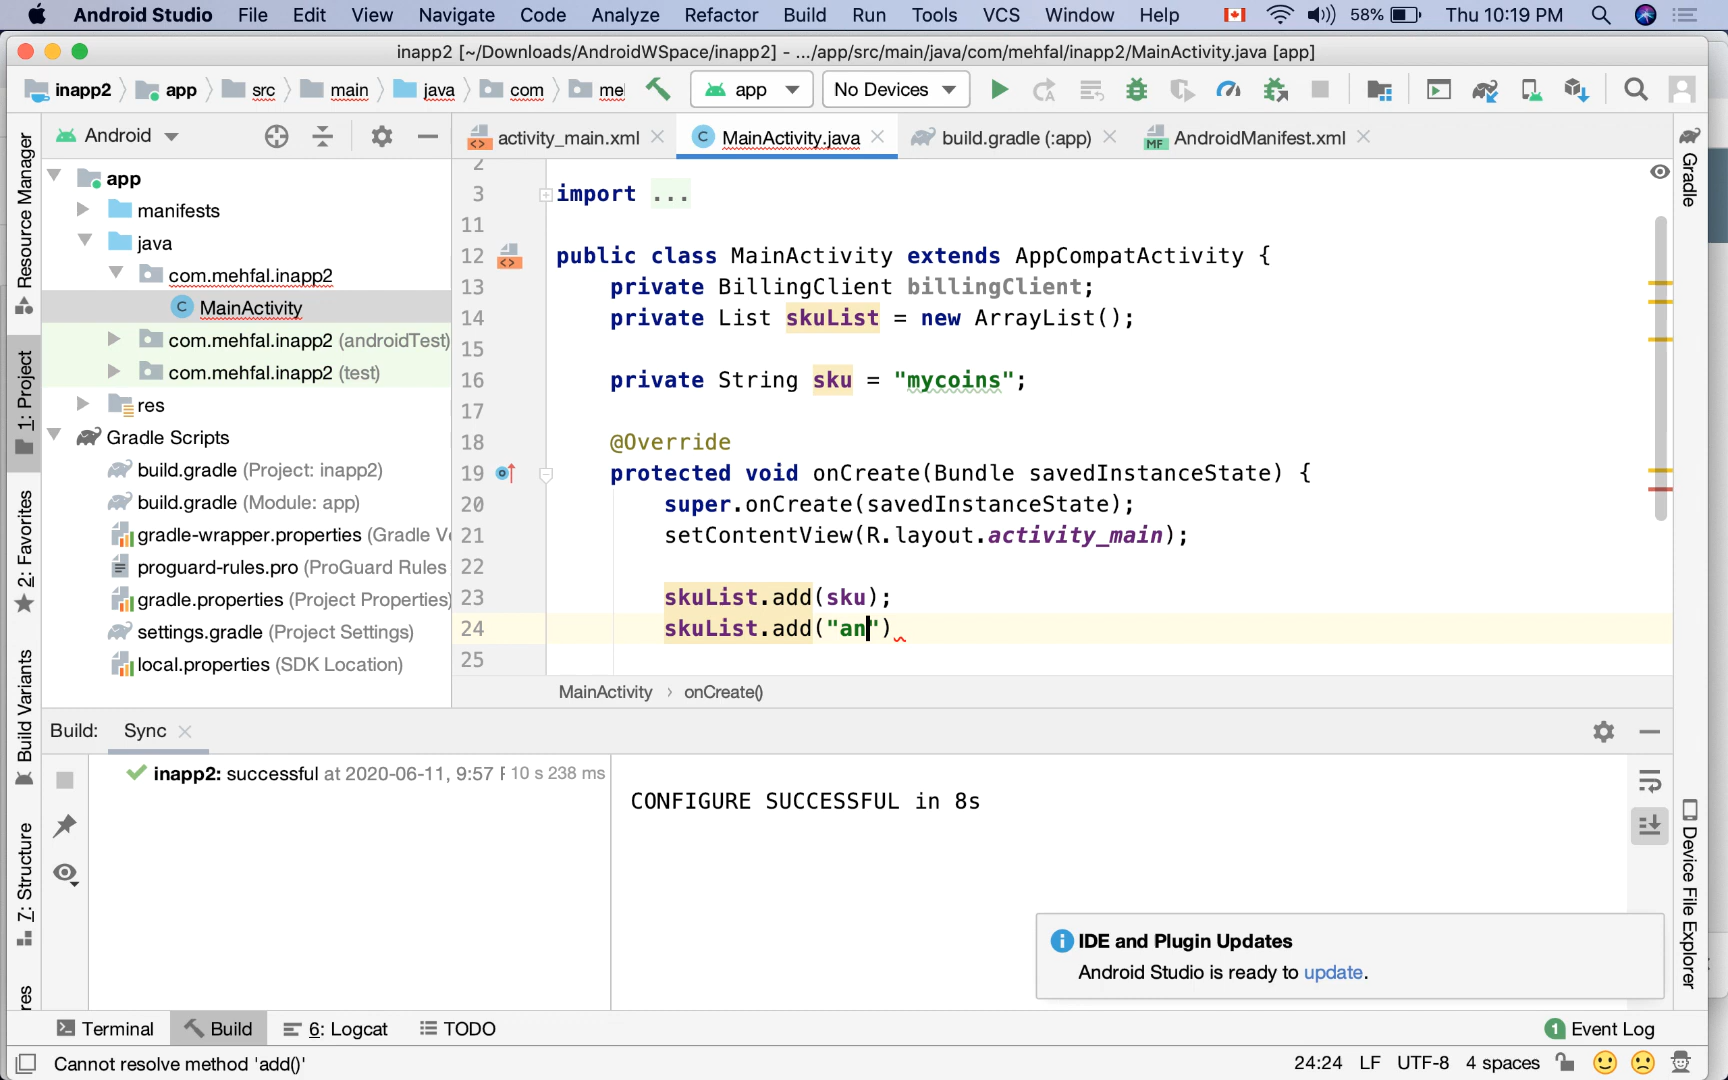 Android Studio File Edit View Navigate Code Analyze Refactor Build Run Tools VCS Window Help 58% Thu 10:19 PM
inapp2 [~/Downloads/AndroidWSpace/inapp2] - .../app/src/main/java/com/mehfal/inapp2/MainActivity.java [app]
inapp2 app src main java com me app No Devices
Android
activity_main.xml MainActivity.java build.gradle (:app) AndroidManifest.xml
Resource Manager
1: Project
2: Favorites
Build Variants
7: Structure
res
app
manifests
java
com.mehfal.inapp2
MainActivity
com.mehfal.inapp2 (androidTest)
com.mehfal.inapp2 (test)
res
Gradle Scripts
build.gradle (Project: inapp2)
build.gradle (Module: app)
gradle-wrapper.properties (Gradle Ve
proguard-rules.pro (ProGuard Rules
gradle.properties (Project Properties)
settings.gradle (Project Settings)
local.properties (SDK Location)
2
3 import ...
11
12 public class MainActivity extends AppCompatActivity {
13 private BillingClient billingClient;
14 private List skuList = new ArrayList();
15
16 private String sku = "mycoins";
17
18 @Override
19 protected void onCreate(Bundle savedInstanceState) {
20 super.onCreate(savedInstanceState);
21 setContentView(R.layout.activity_main);
22
23 skuList.add(sku);
24 skuList.add("an")
25
MainActivity › onCreate()
Gradle
Device File Explorer
Build: Sync
inapp2: successful at 2020-06-11, 9:57 10 s 238 ms
CONFIGURE SUCCESSFUL in 8s
IDE and Plugin Updates
Android Studio is ready to update.
Terminal Build 6: Logcat TODO 1 Event Log
Cannot resolve method 'add()' 24:24 LF UTF-8 4 spaces